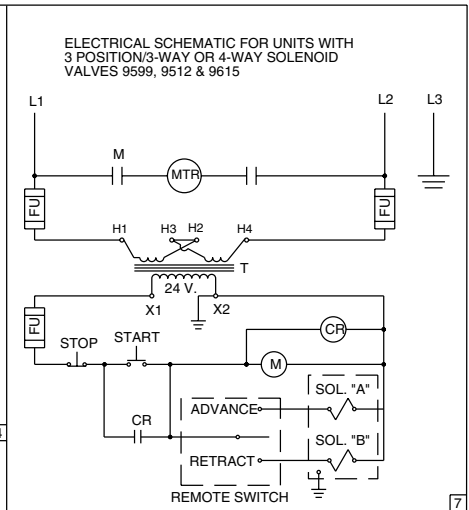 ELECTRICAL SCHEMATIC FOR UNITS WITH
3 POSITION/3-WAY OR 4-WAY SOLENOID
VALVES 9599, 9512 & 9615
L1 L2 L3
M
MTR
FU FU
H1 H3 H2 H4
T
24 V.
X1 X2
FU
STOP START CR
M
SOL. "A"
ADVANCE
CR
SOL. "B"
RETRACT
REMOTE SWITCH
7